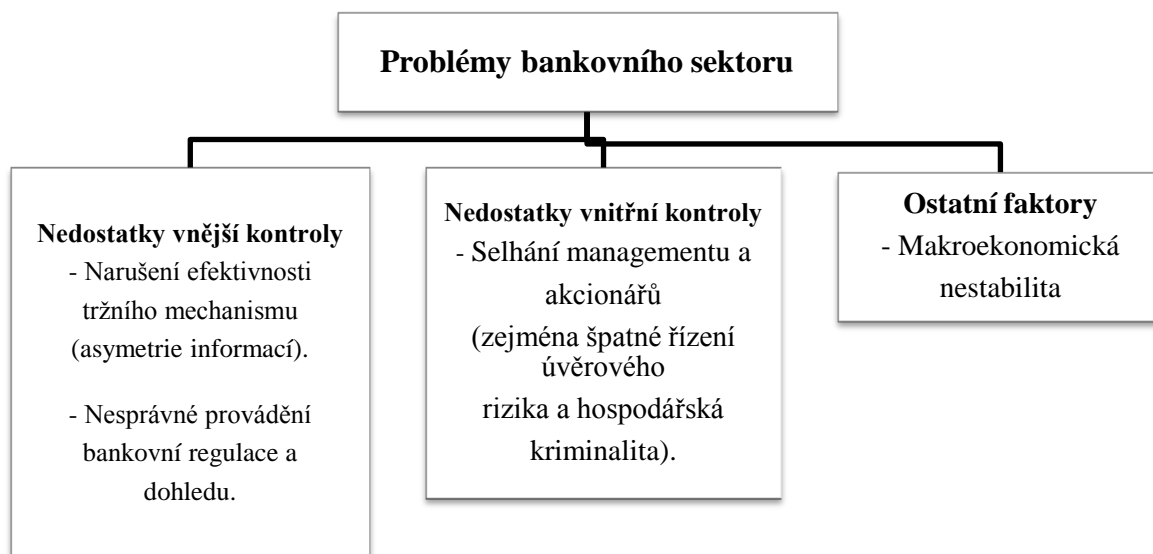 Problémy bankovního sektoru
Nedostatky vnější kontroly
- Narušení efektivnosti
tržního mechanismu
(asymetrie informací).
- Nesprávné provádění
bankovní regulace a
dohledu.
Nedostatky vnitřní kontroly
- Selhání managementu a
akcionářů
(zejména špatné řízení
úvěrového
rizika a hospodářská
kriminalita).
Ostatní faktory
- Makroekonomická
nestabilita